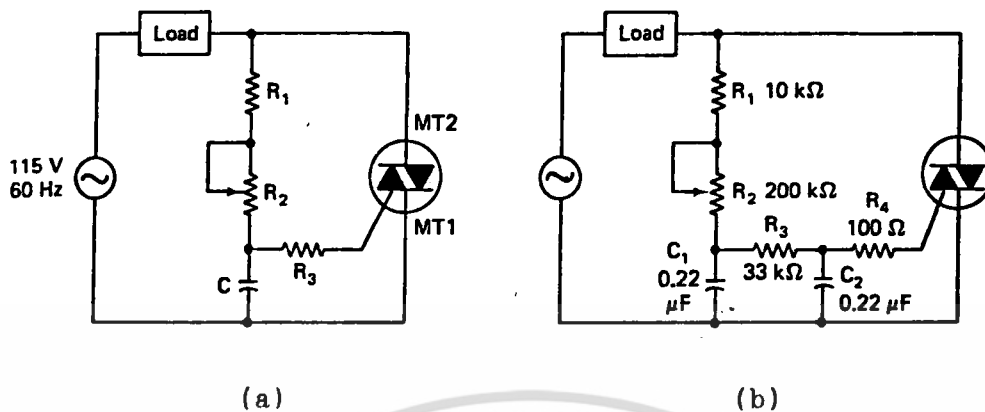 Load
R1
MT2
115 V
60 Hz
R2
MT1
R3
C
(a)
Load
R1 10 kΩ
R2 200 kΩ
R4
100 Ω
R3
33 kΩ
C1
0.22
μF
C2
0.22 μF
(b)